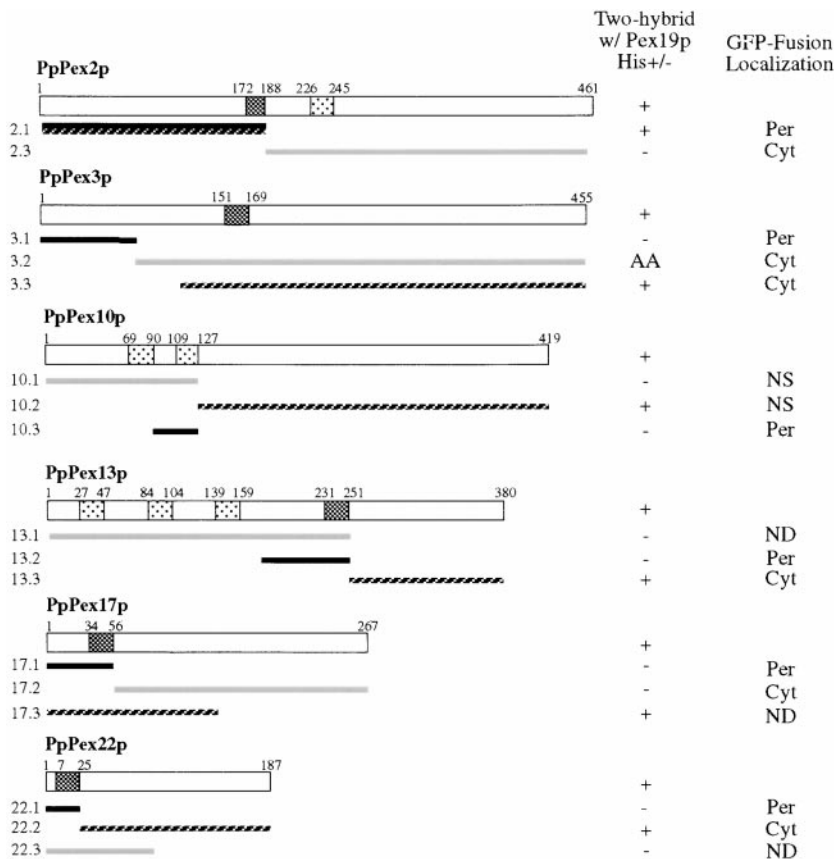 Two-hybrid
w/ Pex19p
His+/-
GFP-Fusion
Localization
PpPex2p
1 172 188 226 245 461
+
2.1 + Per
2.3 - Cyt
PpPex3p
1 151 169 455
+
3.1 - Per
3.2 AA Cyt
3.3 + Cyt
PpPex10p
1 69 90 109 127 419
+
10.1 - NS
10.2 + NS
10.3 - Per
PpPex13p
1 27 47 84 104 139 159 231 251 380
+
13.1 - ND
13.2 - Per
13.3 + Cyt
PpPex17p
1 34 56 267
+
17.1 - Per
17.2 - Cyt
17.3 + ND
PpPex22p
1 7 25 187
+
22.1 - Per
22.2 + Cyt
22.3 - ND